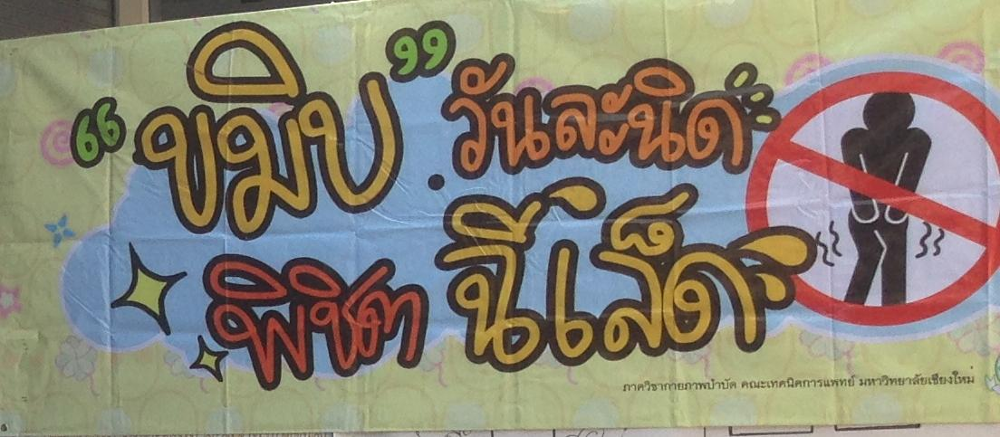 “ขมิบ” วันละนิด
พิชิต ฉี่เล็ด
ภาควิชากายภาพบำบัด คณะเทคนิคการแพทย์ มหาวิทยาลัยเชียงใหม่